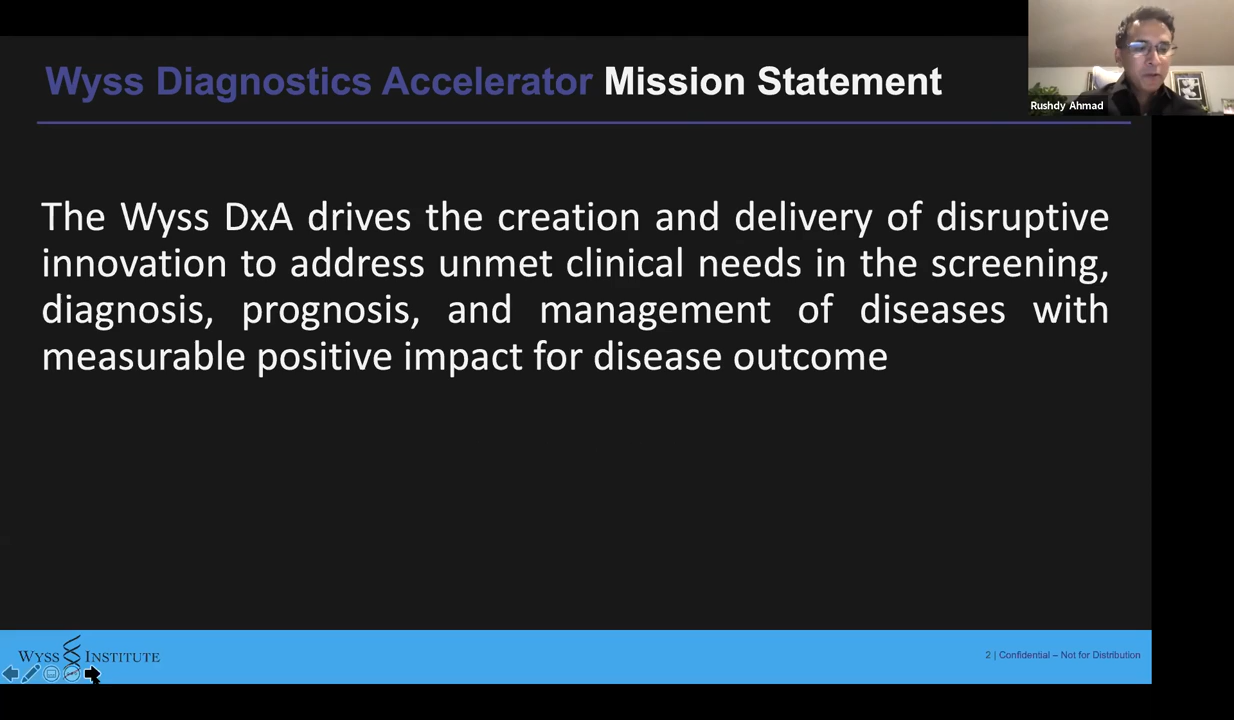 Wyss Diagnostics Accelerator Mission Statement
Rushdy Ahmad
The Wyss DxA drives the creation and delivery of disruptive
innovation to address unmet clinical needs in the screening,
diagnosis, prognosis, and management of diseases with
measurable positive impact for disease outcome
WYSS INSTITUTE
2 | Confidential – Not for Distribution